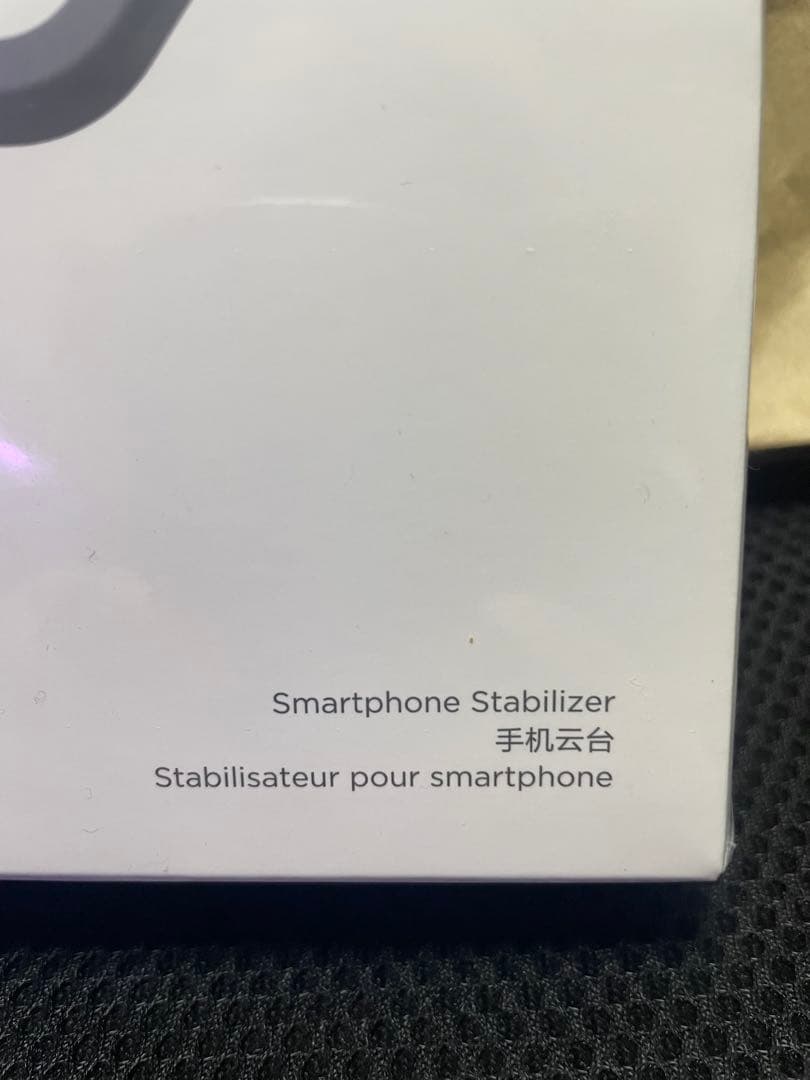 Smartphone Stabilizer
手机云台
Stabilisateur pour smartphone